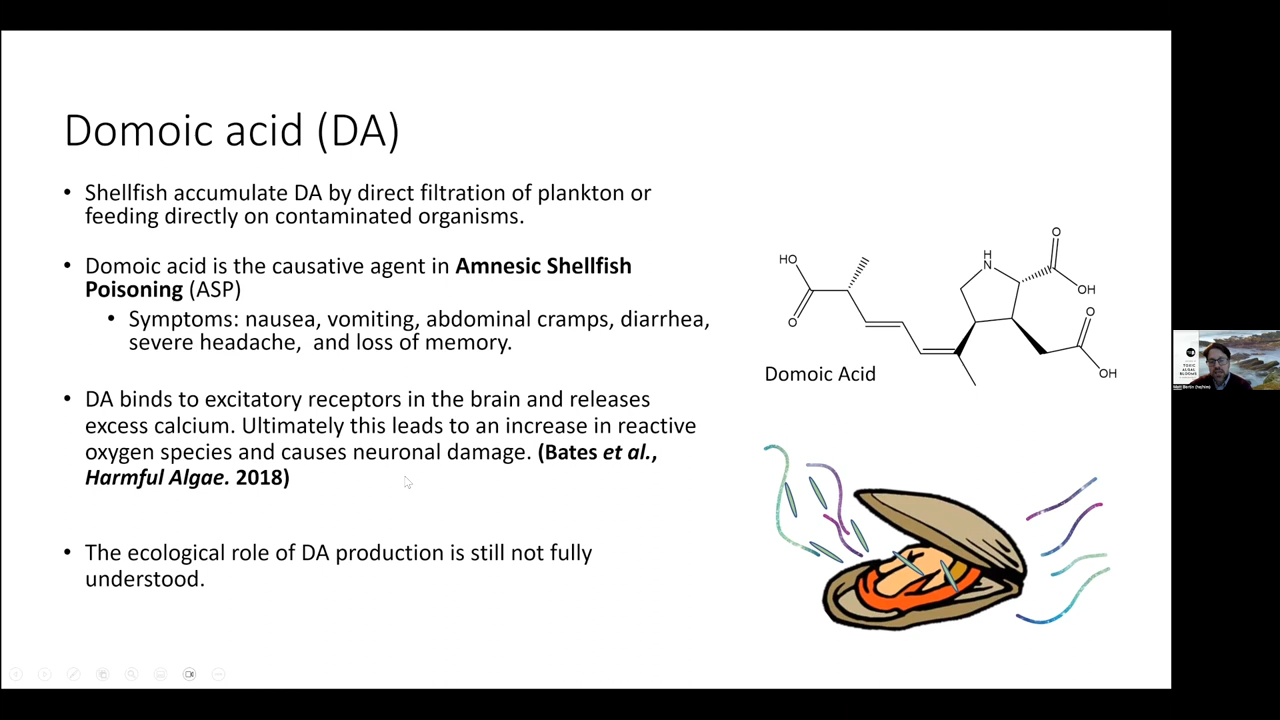 Domoic acid (DA)
• Shellfish accumulate DA by direct filtration of plankton or
feeding directly on contaminated organisms.
• Domoic acid is the causative agent in Amnesic Shellfish
Poisoning (ASP)
• Symptoms: nausea, vomiting, abdominal cramps, diarrhea,
severe headache, and loss of memory.
• DA binds to excitatory receptors in the brain and releases
excess calcium. Ultimately this leads to an increase in reactive
oxygen species and causes neuronal damage. (Bates et al.,
Harmful Algae. 2018)
• The ecological role of DA production is still not fully
understood.
HO
O
H
N
O
OH
O
OH
Domoic Acid
TOXIC
ALGAL
BLOOMS